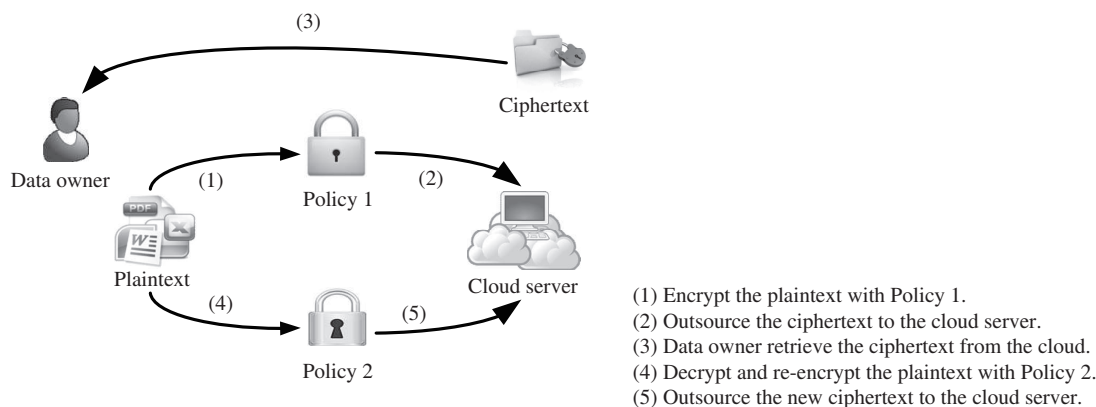 (3)
Ciphertext
Data owner
(1)
Policy 1
(2)
PDF
W
X
Plaintext
Cloud server
(4)
Policy 2
(5)
(1) Encrypt the plaintext with Policy 1.
(2) Outsource the ciphertext to the cloud server.
(3) Data owner retrieve the ciphertext from the cloud.
(4) Decrypt and re-encrypt the plaintext with Policy 2.
(5) Outsource the new ciphertext to the cloud server.